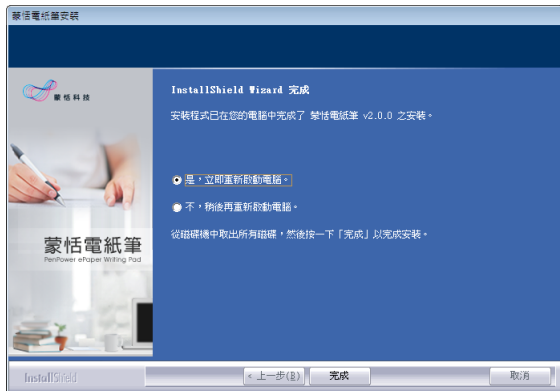 蒙恬電紙筆安裝
蒙恬科技
InstallShield Wizard 完成
安裝程式已在您的電腦中完成了 蒙恬電紙筆 v2.0.0 之安裝。
是，立即重新啟動電腦。
不，稍後再重新啟動電腦。
從磁碟機中取出所有磁碟，然後按一下「完成」以完成安裝。
蒙恬電紙筆
PenPower ePaper Writing Pad
InstallShield
< 上一步(B)
完成
取消